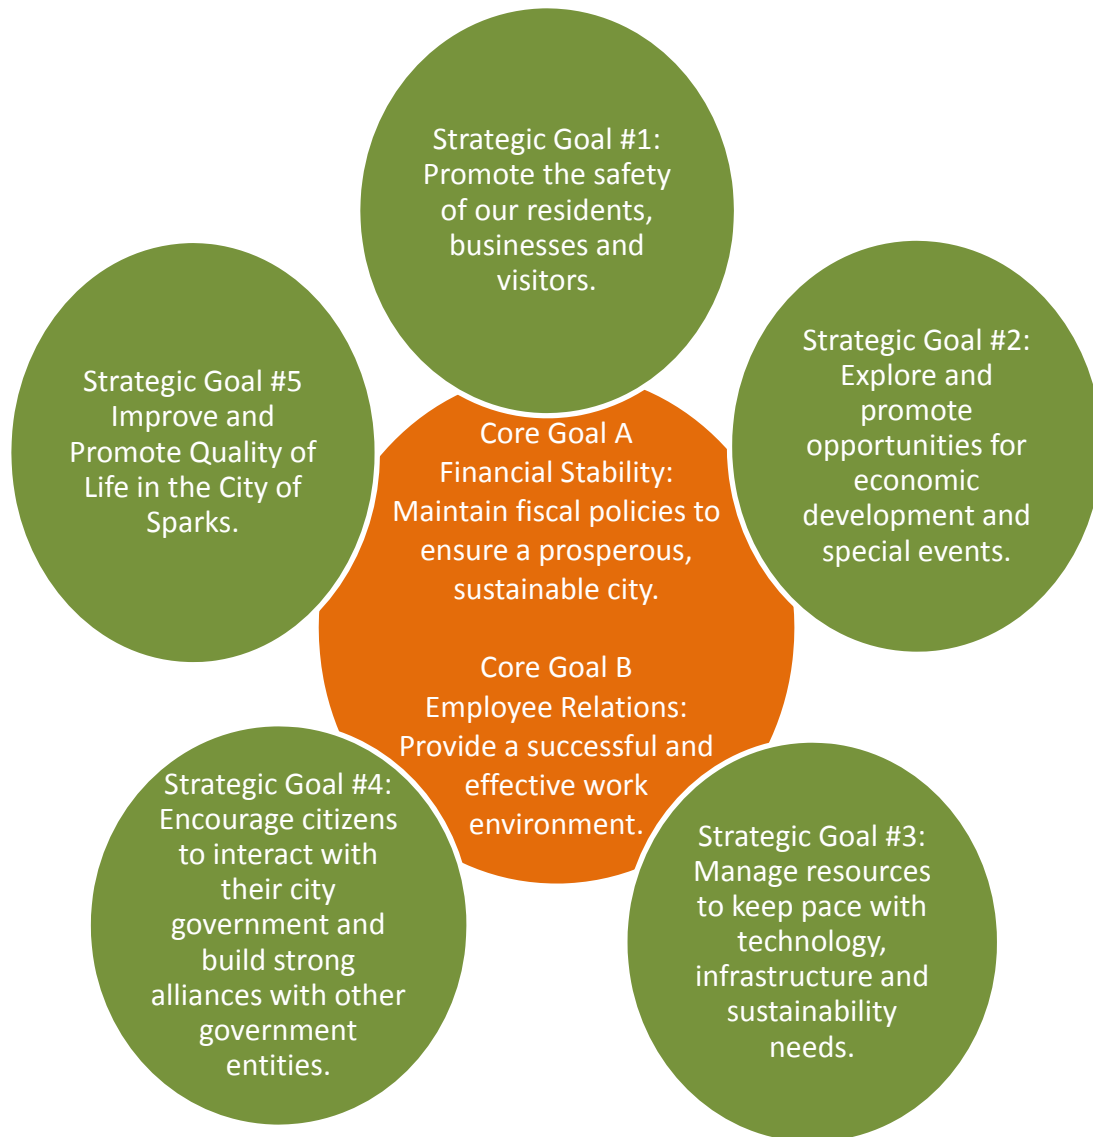 Strategic Goal #1:
Promote the safety
of our residents,
businesses and
visitors.
Strategic Goal #2:
Explore and
promote
opportunities for
economic
development and
special events.
Strategic Goal #3:
Manage resources
to keep pace with
technology,
infrastructure and
sustainability
needs.
Strategic Goal #4:
Encourage citizens
to interact with
their city
government and
build strong
alliances with other
government
entities.
Strategic Goal #5
Improve and
Promote Quality of
Life in the City of
Sparks.
Core Goal A
Financial Stability:
Maintain fiscal policies to
ensure a prosperous,
sustainable city.
Core Goal B
Employee Relations:
Provide a successful and
effective work
environment.